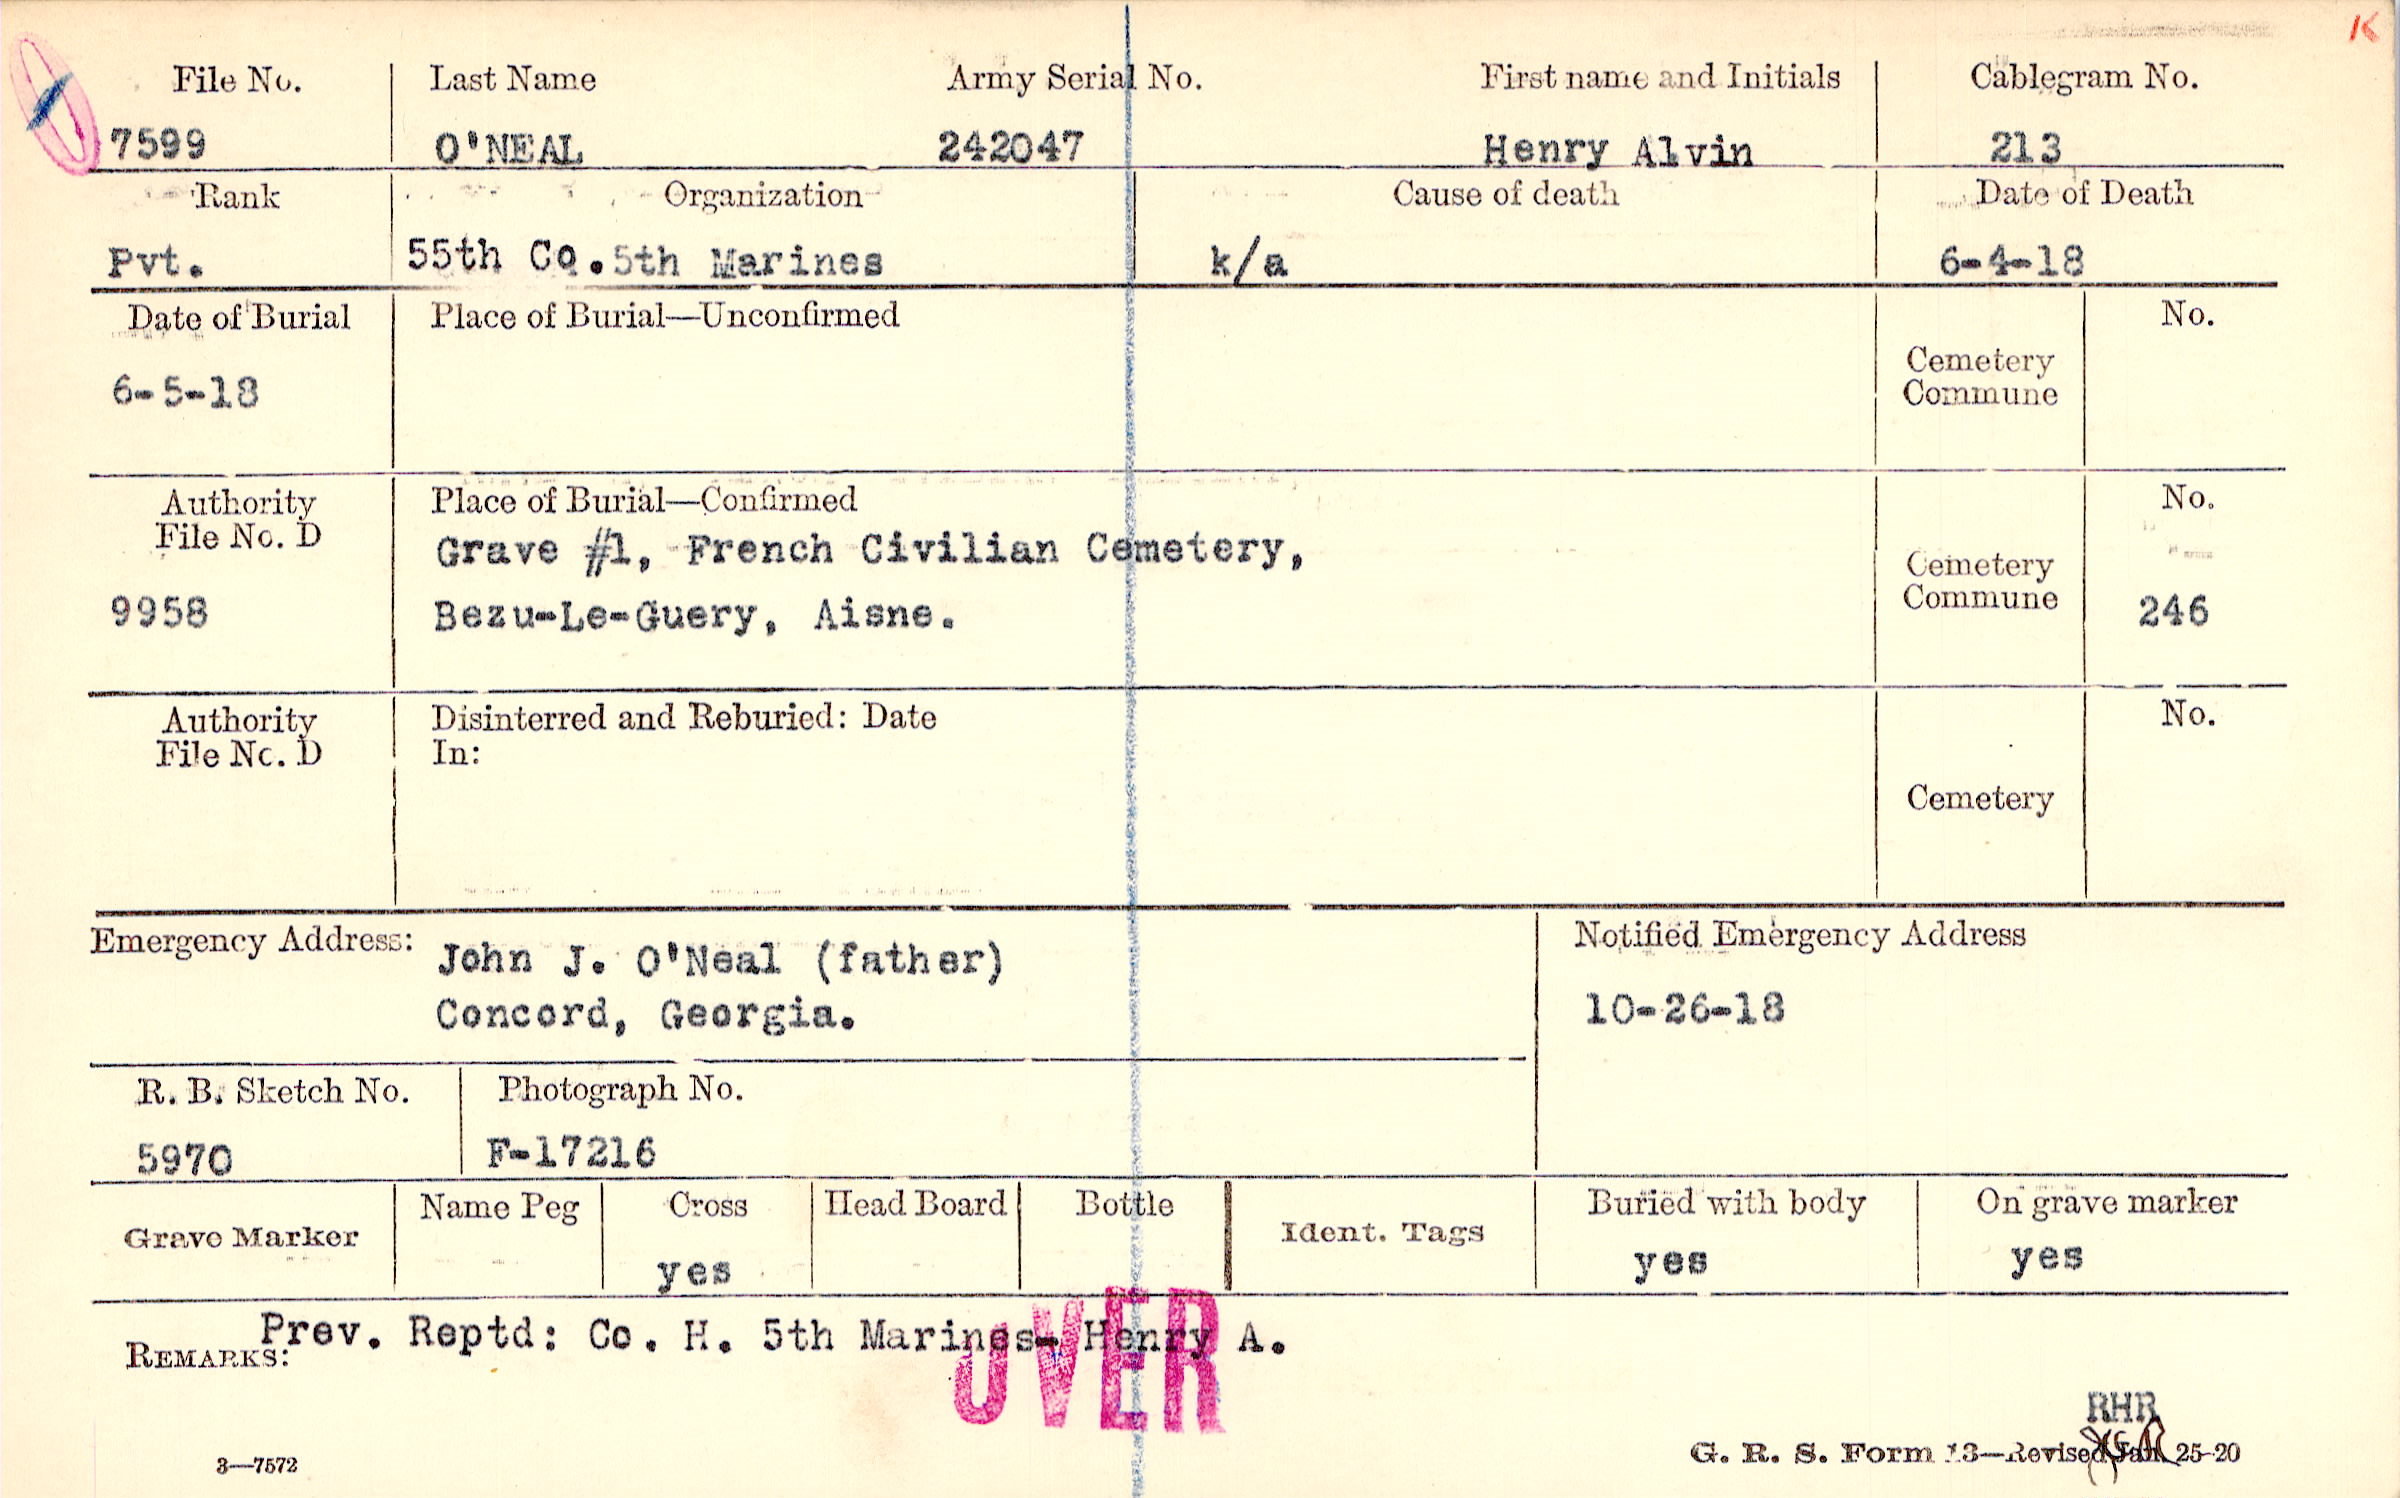 K
File No. Last Name Army Serial No. First name and Initials Cablegram No.
7599 O'NEAL 242047 Henry Alvin 213
Rank Organization Cause of death Date of Death
Pvt. 55th Co. 5th Marines k/a 6-4-18
Date of Burial Place of Burial—Unconfirmed No.
6-5-18
Cemetery
Commune
Authority Place of Burial—Confirmed No.
File No. D
Grave #1, French Civilian Cemetery,
9958 Bezu-Le-Guery, Aisne.
Cemetery
Commune
246
Authority Disinterred and Reburied: Date No.
File No. D In:
Cemetery
Emergency Address: John J. O'Neal (father)
Concord, Georgia.
Notified Emergency Address
10-26-18
R. B. Sketch No. Photograph No.
5970 F-17216
Grave Marker Name Peg Cross Head Board Bottle Ident. Tags Buried with body On grave marker
yes yes yes
REMARKS: Prev. Reptd: Co. H. 5th Marines- Henry A.
OVER
RHR
3—7572 G. R. S. Form 13—Revised Jan. 25-20